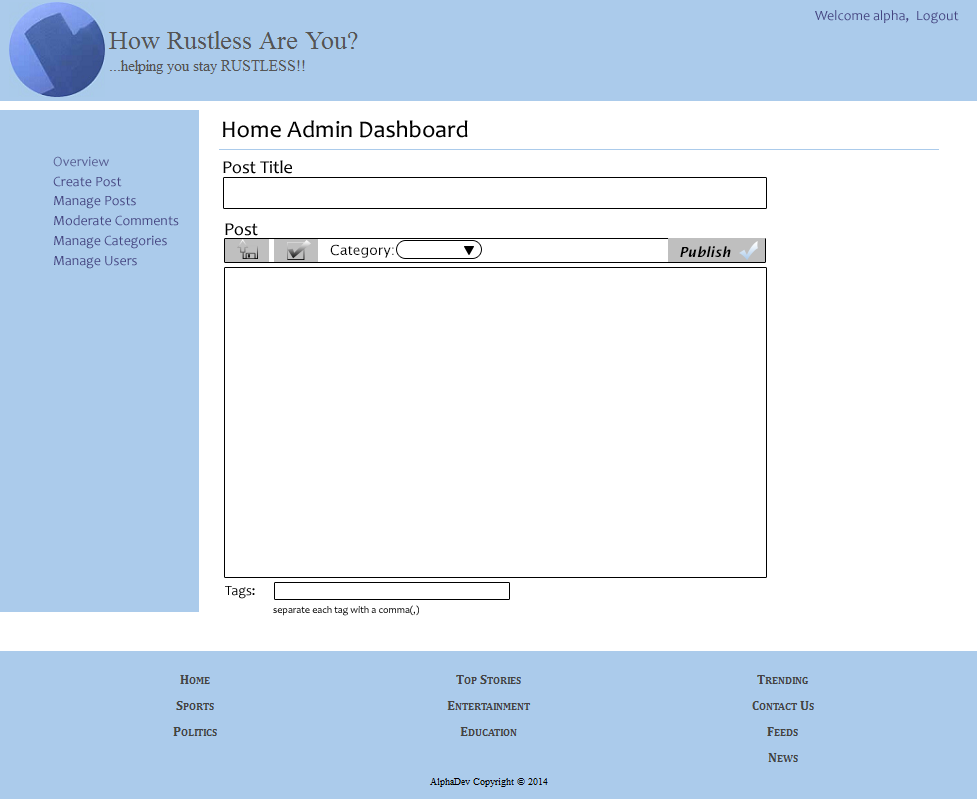 Welcome alpha, Logout
How Rustless Are You?
...helping you stay RUSTLESS!!
Overview
Create Post
Manage Posts
Moderate Comments
Manage Categories
Manage Users
Home Admin Dashboard
Post Title
Post
Category: Publish
Tags:
separate each tag with a comma(,)
Home Top Stories Trending
Sports Entertainment Contact Us
Politics Education Feeds
News
AlphaDev Copyright © 2014